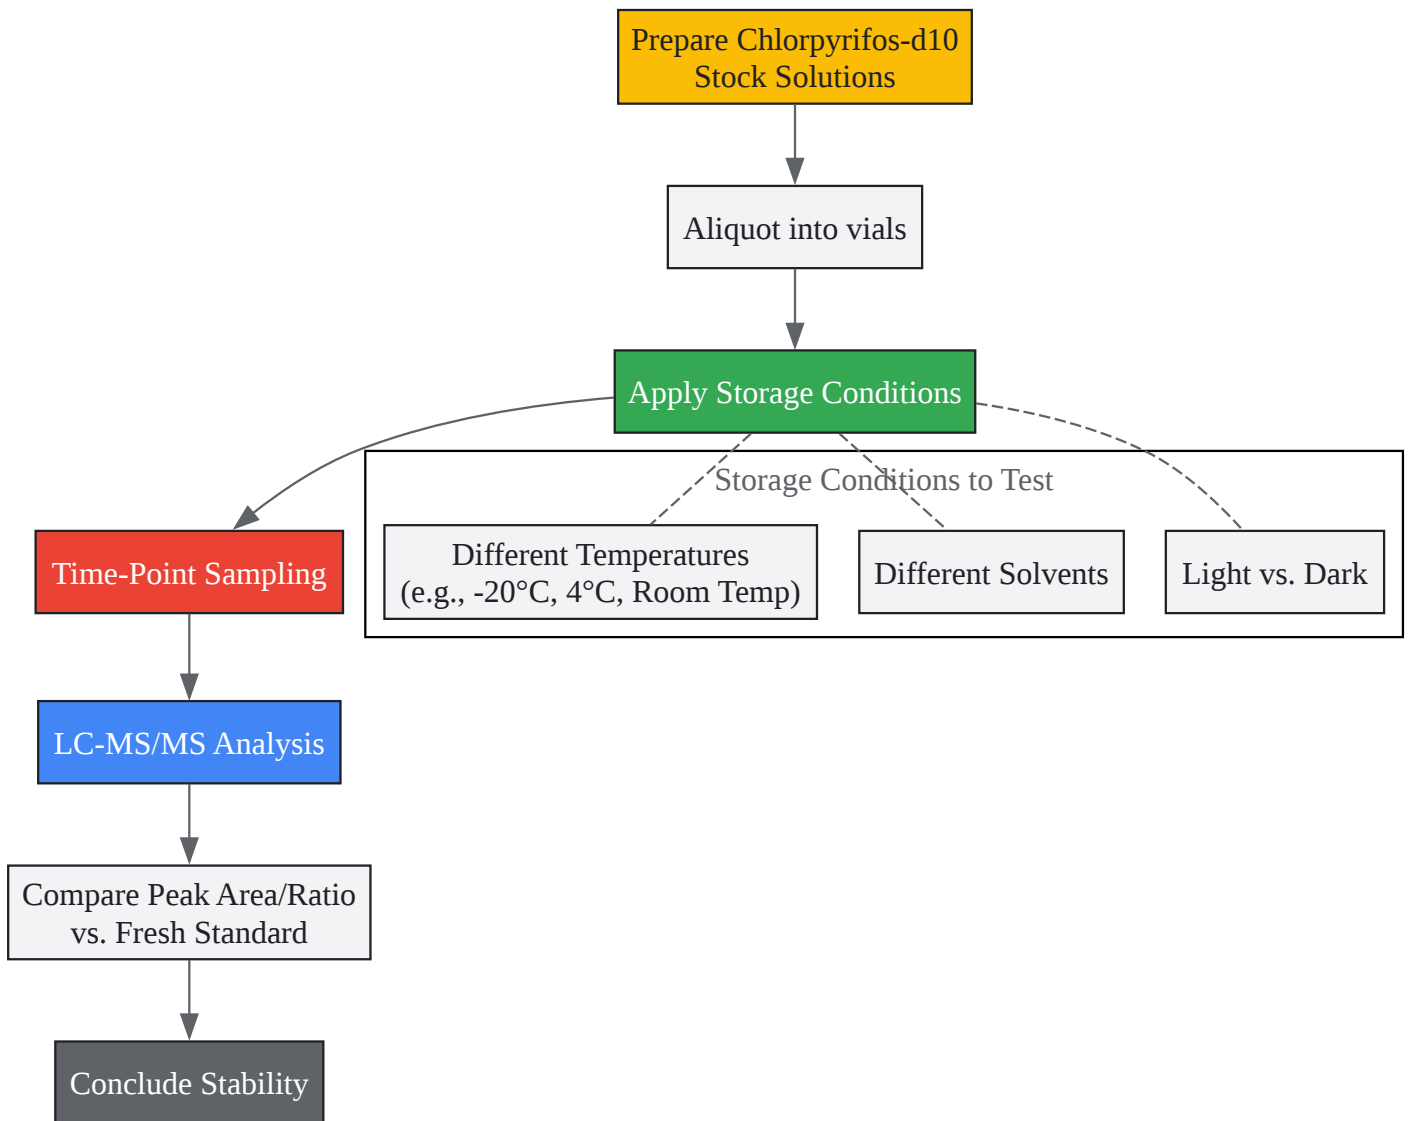 Prepare Chlorpyrifos-d10
Stock Solutions
Aliquot into vials
Apply Storage Conditions
Storage Conditions to Test
Different Temperatures
(e.g., -20°C, 4°C, Room Temp)
Different Solvents
Light vs. Dark
Time-Point Sampling
LC-MS/MS Analysis
Compare Peak Area/Ratio
vs. Fresh Standard
Conclude Stability